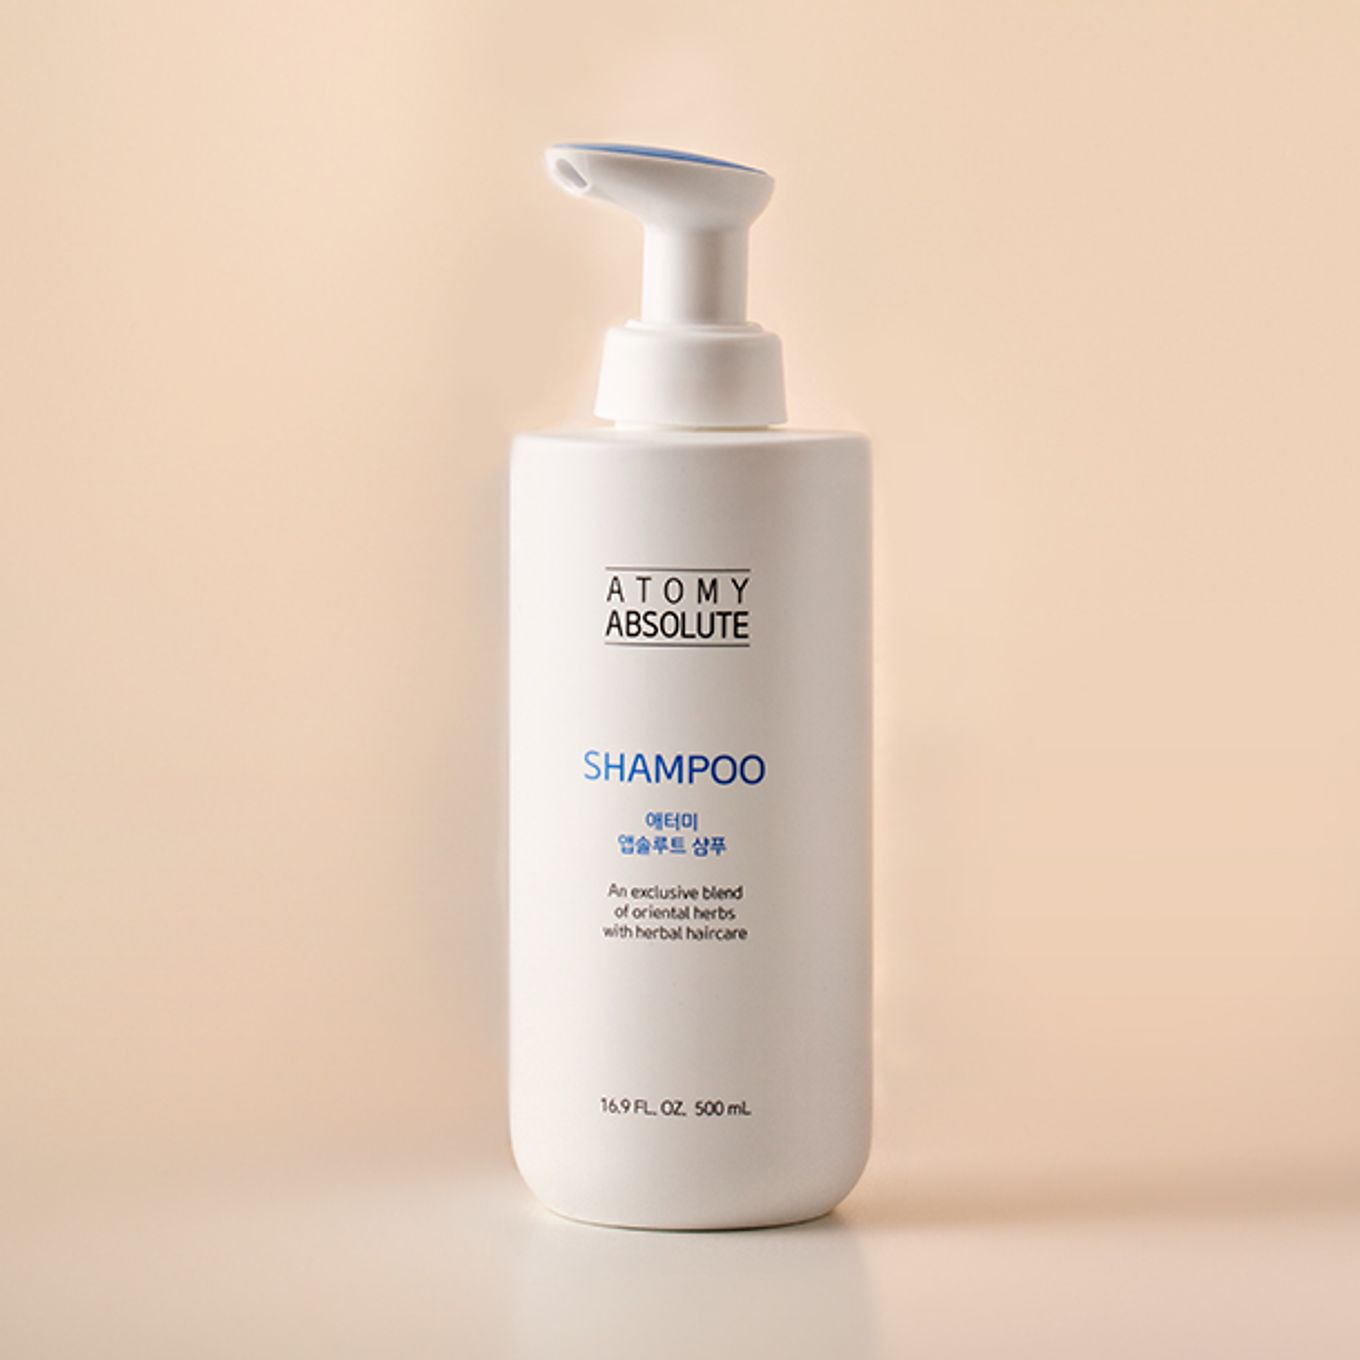 ATOMY
ABSOLUTE
SHAMPOO
애터미
앱솔루트 샴푸
An exclusive blend
of oriental herbs
with herbal haircare
16.9 FL. OZ. 500 mL